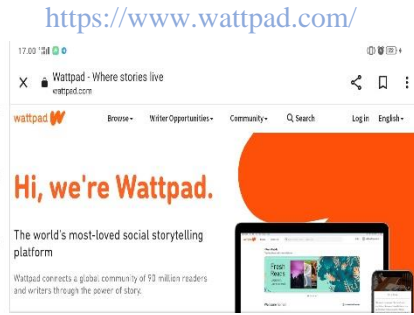 https://www.wattpad.com/
17.00
Wattpad - Where stories live
wattpad.com
wattpad
Browse
Writer Opportunities
Community
Search
Log in
English
Hi, we're Wattpad.
The world's most-loved social storytelling
platform
Wattpad connects a global community of 90 million readers
and writers through the power of story.
Fresh
Reads